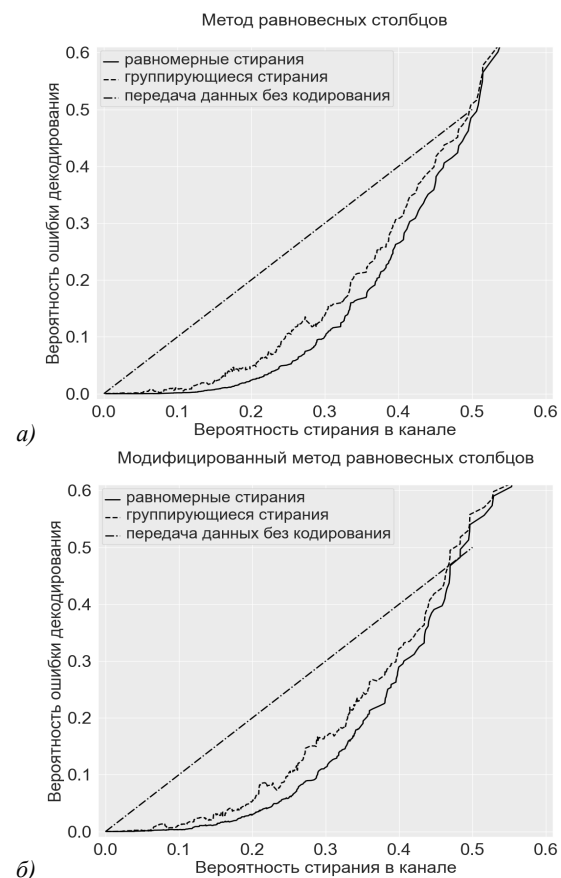 Метод равновесных столбцов
0.6
равномерные стирания
группирующиеся стирания
передача данных без кодирования
0.5
0.4
0.3
0.2
0.1
0.0
Вероятность ошибки декодирования
0.0 0.1 0.2 0.3 0.4 0.5 0.6
Вероятность стирания в канале
а)
Модифицированный метод равновесных столбцов
0.6
равномерные стирания
группирующиеся стирания
передача данных без кодирования
0.5
0.4
0.3
0.2
0.1
0.0
Вероятность ошибки декодирования
0.0 0.1 0.2 0.3 0.4 0.5 0.6
Вероятность стирания в канале
б)